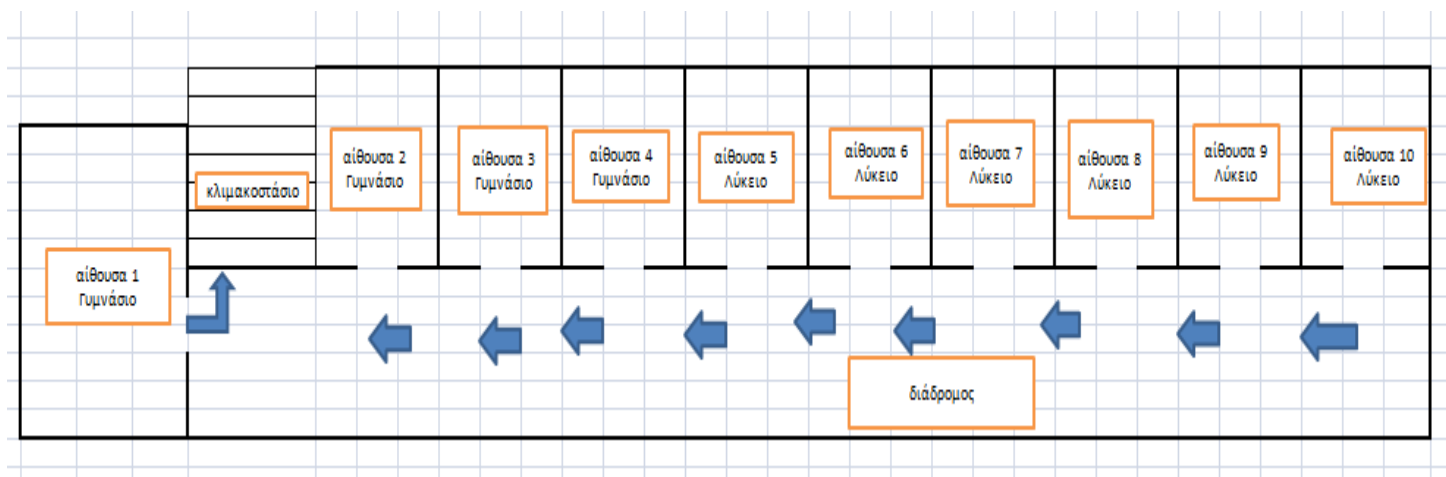 αίθουσα 1
Γυμνάσιο
κλιμακοστάσιο
αίθουσα 2
Γυμνάσιο
αίθουσα 3
Γυμνάσιο
αίθουσα 4
Γυμνάσιο
αίθουσα 5
Λύκειο
αίθουσα 6
Λύκειο
αίθουσα 7
Λύκειο
αίθουσα 8
Λύκειο
αίθουσα 9
Λύκειο
αίθουσα 10
Λύκειο
διάδρομος